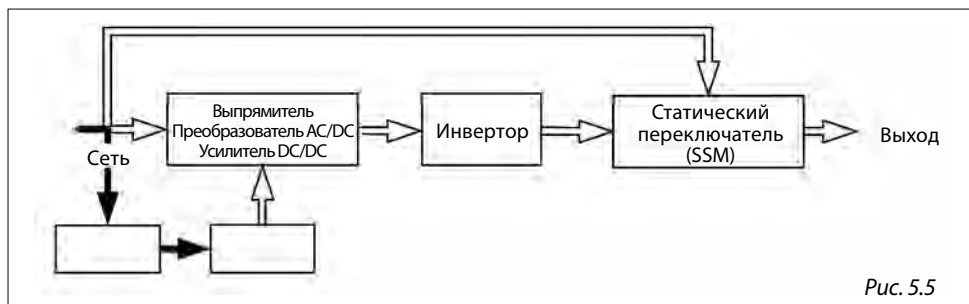 Выпрямитель
Преобразователь AC/DC
Усилитель DC/DC
Инвертор
Статический
переключатель
(SSM)
Выход
Сеть
Рис. 5.5